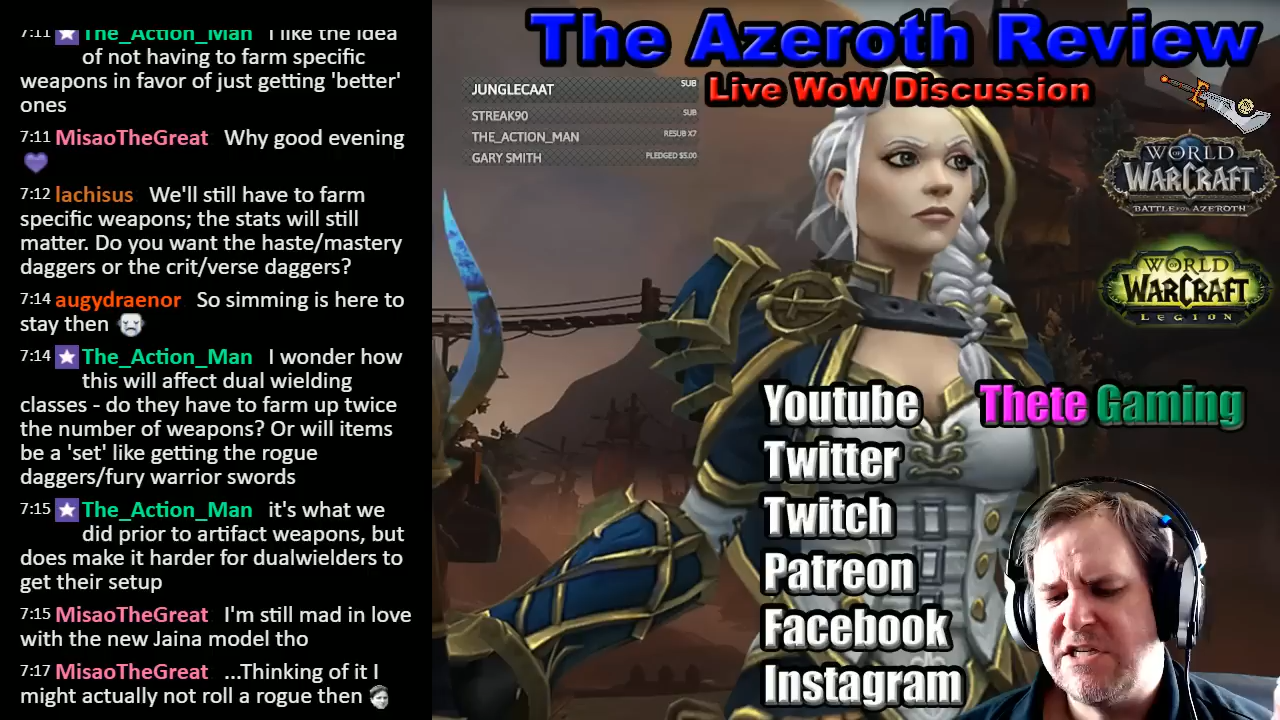 7:11 The_Action_Man I like the idea
of not having to farm specific
weapons in favor of just getting 'better'
ones
7:11 MisaoTheGreat Why good evening
7:12 lachisus We'll still have to farm
specific weapons; the stats will still
matter. Do you want the haste/mastery
daggers or the crit/verse daggers?
7:14 augydraenor So simming is here to
stay then
7:14 The_Action_Man I wonder how
this will affect dual wielding
classes - do they have to farm up twice
the number of weapons? Or will items
be a 'set' like getting the rogue
daggers/fury warrior swords
7:15 The_Action_Man it's what we
did prior to artifact weapons, but
does make it harder for dualwielders to
get their setup
7:15 MisaoTheGreat I'm still mad in love
with the new Jaina model tho
7:17 MisaoTheGreat ...Thinking of it I
might actually not roll a rogue then
The Azeroth Review
Live WoW Discussion
JUNGLECAAT SUB
STREAK90 SUB
THE_ACTION_MAN RESUB X7
GARY SMITH PLEDGED $5.00
WORLD
OF
WARCRAFT
BATTLE FOR AZEROTH
WORLD
OF
WARCRAFT
LEGION
Youtube Thete Gaming
Twitter
Twitch
Patreon
Facebook
Instagram